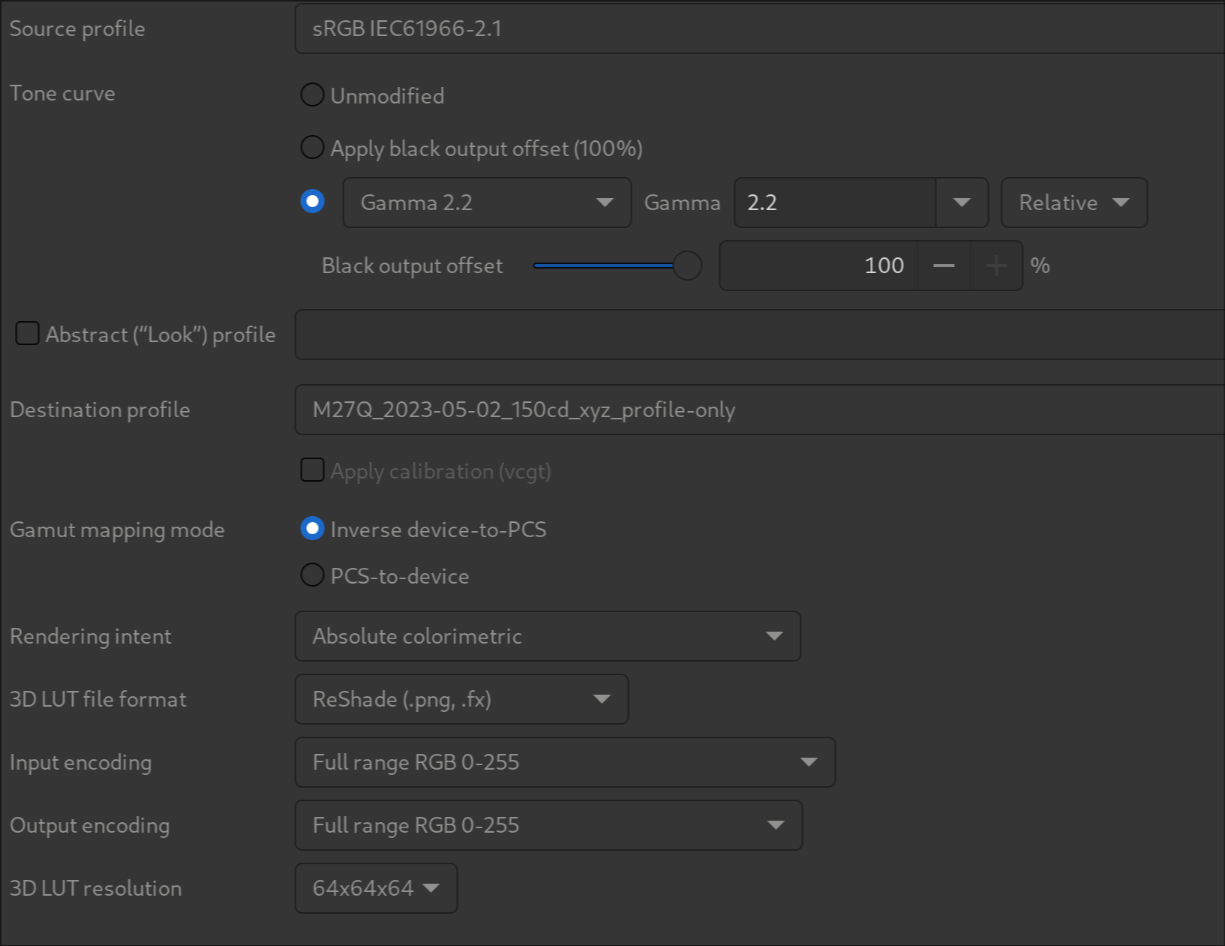 Source profile sRGB IEC61966-2.1
Tone curve Unmodified
Apply black output offset (100%)
Gamma 2.2 Gamma 2.2 Relative
Black output offset 100 %
Abstract (“Look”) profile
Destination profile M27Q_2023-05-02_150cd_xyz_profile-only
Apply calibration (vcgt)
Gamut mapping mode Inverse device-to-PCS
PCS-to-device
Rendering intent Absolute colorimetric
3D LUT file format ReShade (.png, .fx)
Input encoding Full range RGB 0-255
Output encoding Full range RGB 0-255
3D LUT resolution 64x64x64